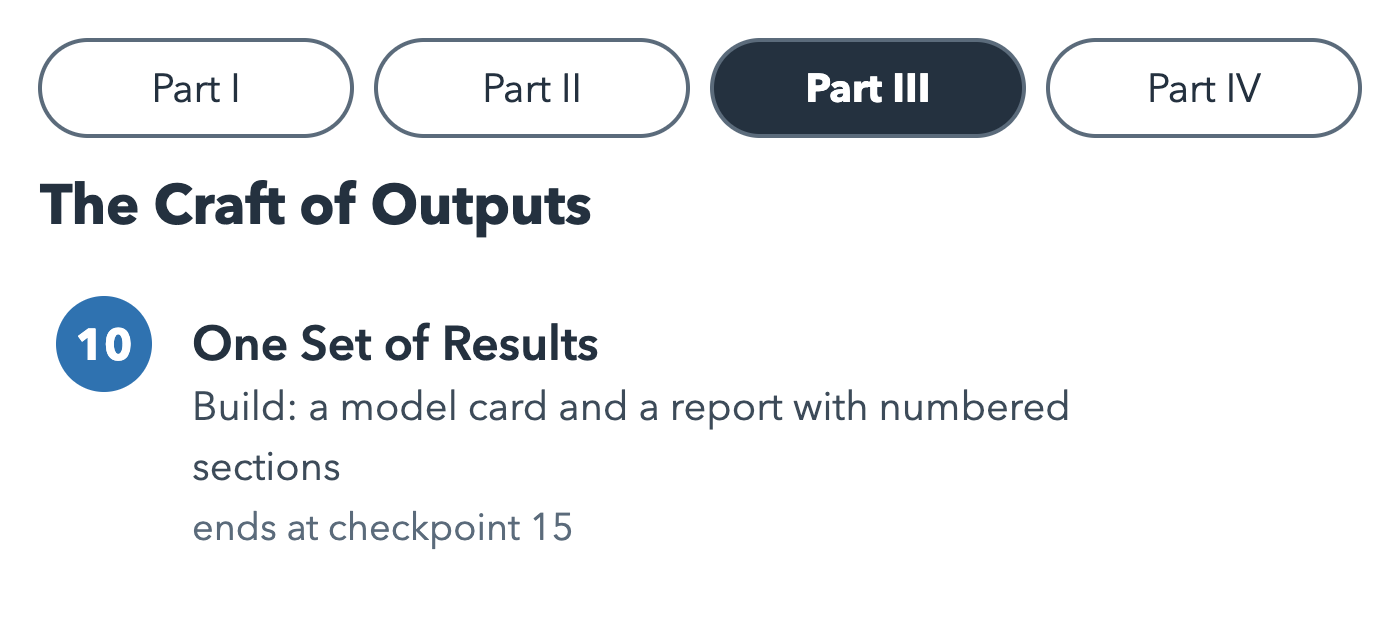 Part I
Part II
Part III
Part IV
The Craft of Outputs
10
One Set of Results
Build: a model card and a report with numbered
sections
ends at checkpoint 15